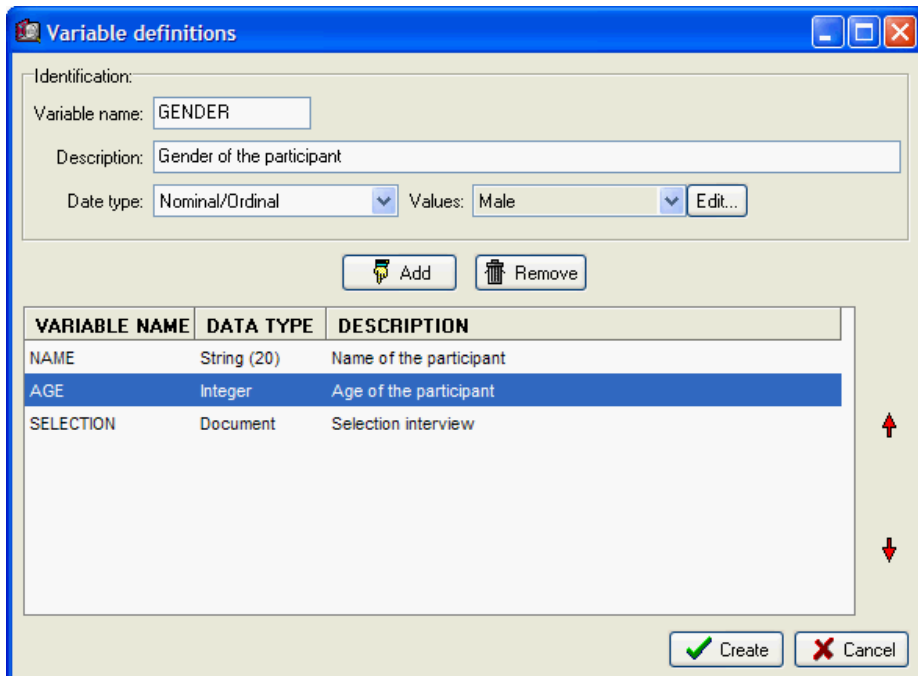 Variable definitions
Identification:
Variable name: GENDER
Description: Gender of the participant
Date type: Nominal/Ordinal Values: Male Edit...
Add Remove
VARIABLE NAME DATA TYPE DESCRIPTION
NAME String (20) Name of the participant
AGE Integer Age of the participant
SELECTION Document Selection interview
Create Cancel